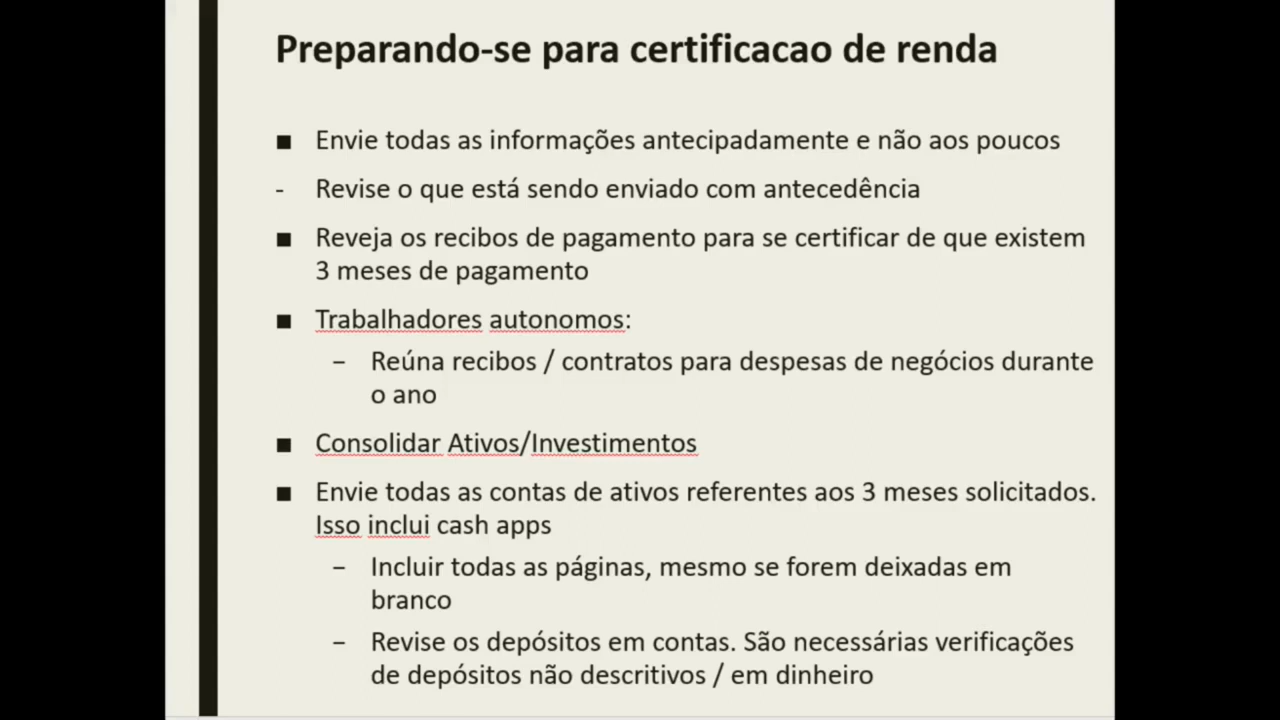 Preparando-se para certificacao de renda
■ Envie todas as informações antecipadamente e não aos poucos
- Revise o que está sendo enviado com antecedência
■ Reveja os recibos de pagamento para se certificar de que existem
3 meses de pagamento
■ Trabalhadores autonomos:
– Reúna recibos / contratos para despesas de negócios durante
o ano
■ Consolidar Ativos/Investimentos
■ Envie todas as contas de ativos referentes aos 3 meses solicitados.
Isso inclui cash apps
– Incluir todas as páginas, mesmo se forem deixadas em
branco
– Revise os depósitos em contas. São necessárias verificações
de depósitos não descritivos / em dinheiro